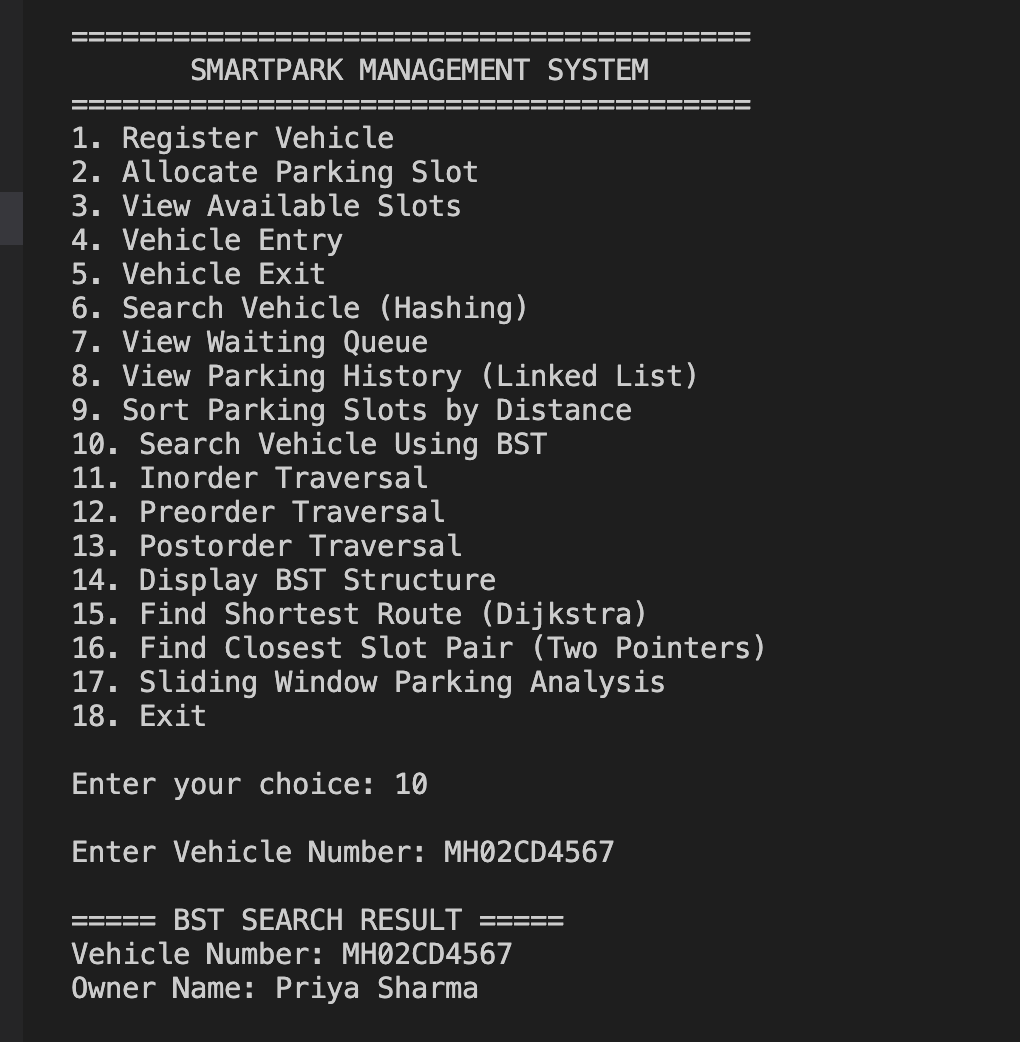 ========================================
SMARTPARK MANAGEMENT SYSTEM
========================================
1. Register Vehicle
2. Allocate Parking Slot
3. View Available Slots
4. Vehicle Entry
5. Vehicle Exit
6. Search Vehicle (Hashing)
7. View Waiting Queue
8. View Parking History (Linked List)
9. Sort Parking Slots by Distance
10. Search Vehicle Using BST
11. Inorder Traversal
12. Preorder Traversal
13. Postorder Traversal
14. Display BST Structure
15. Find Shortest Route (Dijkstra)
16. Find Closest Slot Pair (Two Pointers)
17. Sliding Window Parking Analysis
18. Exit
Enter your choice: 10
Enter Vehicle Number: MH02CD4567
===== BST SEARCH RESULT =====
Vehicle Number: MH02CD4567
Owner Name: Priya Sharma